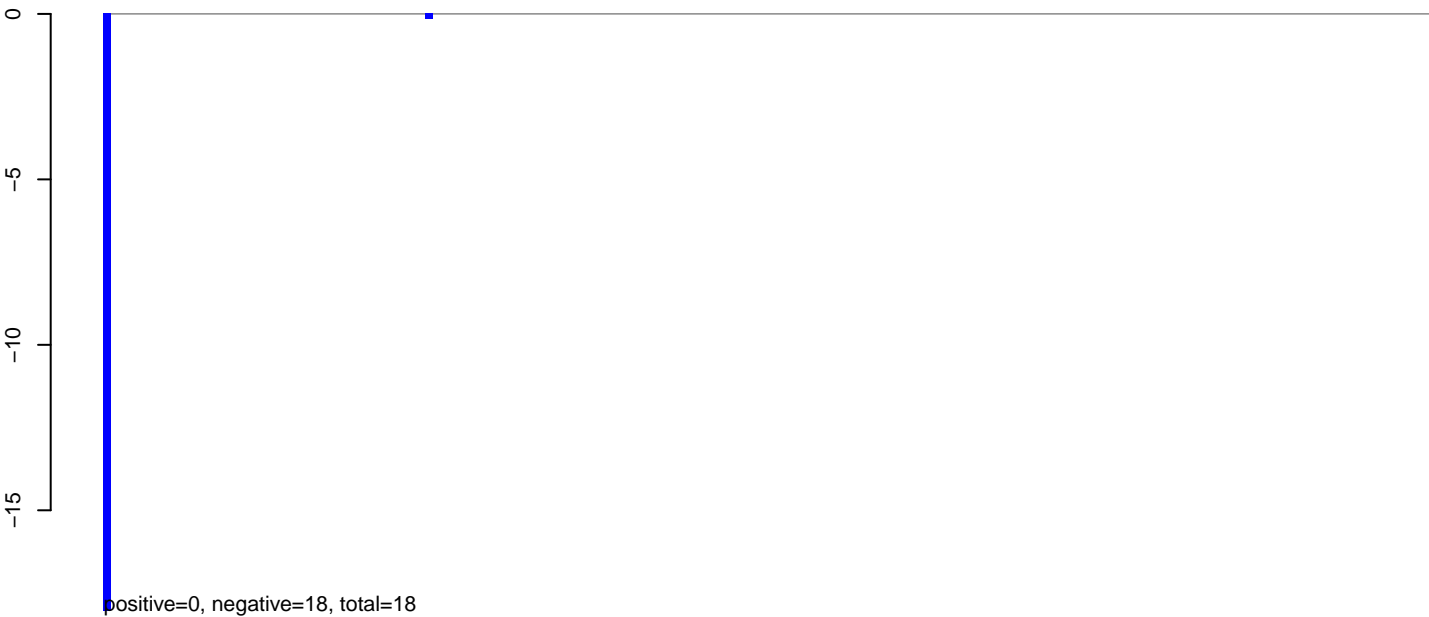 0
−5
−10
−15
positive=0, negative=18, total=18